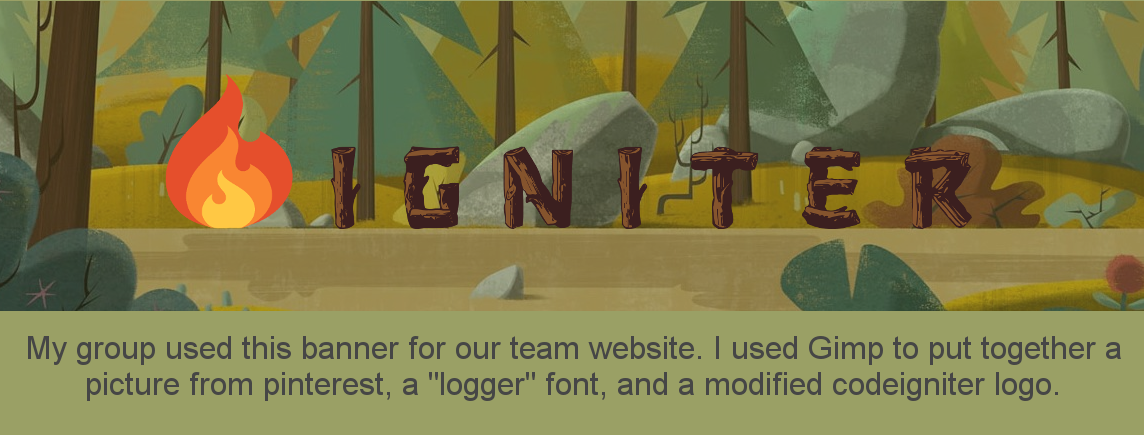 IGNITER
My group used this banner for our team website. I used Gimp to put together a
picture from pinterest, a "logger" font, and a modified codeigniter logo.